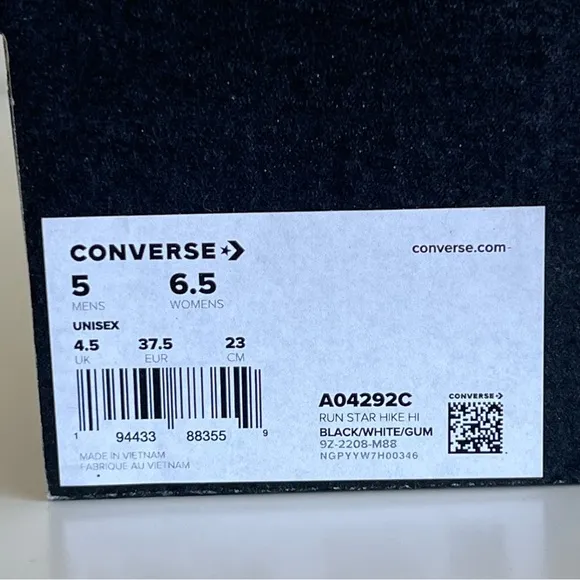 CONVERSE
converse.com
5 6.5
MENS WOMENS
UNISEX
4.5 37.5 23
UK EUR CM
1 94433 88355 9
MADE IN VIETNAM
FABRIQUE AU VIETNAM
A04292C
RUN STAR HIKE HI
BLACK/WHITE/GUM
9Z-2208-M88
NGPYYW7H00346
CONVERSE